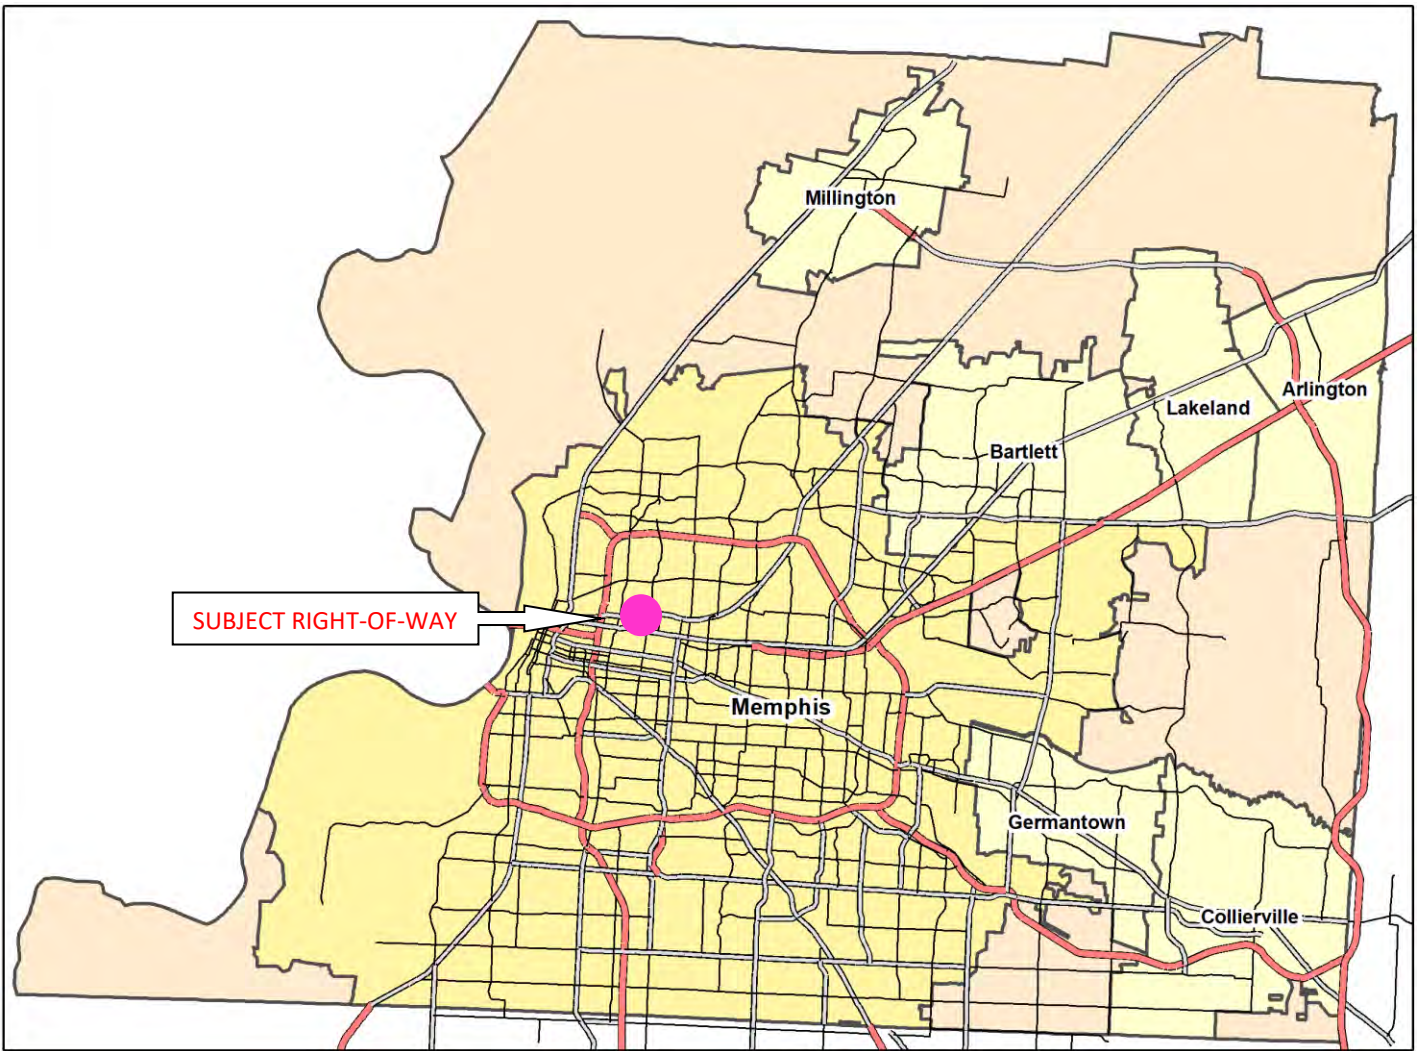 Millington
Arlington
Lakeland
Bartlett
SUBJECT RIGHT-OF-WAY
Memphis
Germantown
Collierville